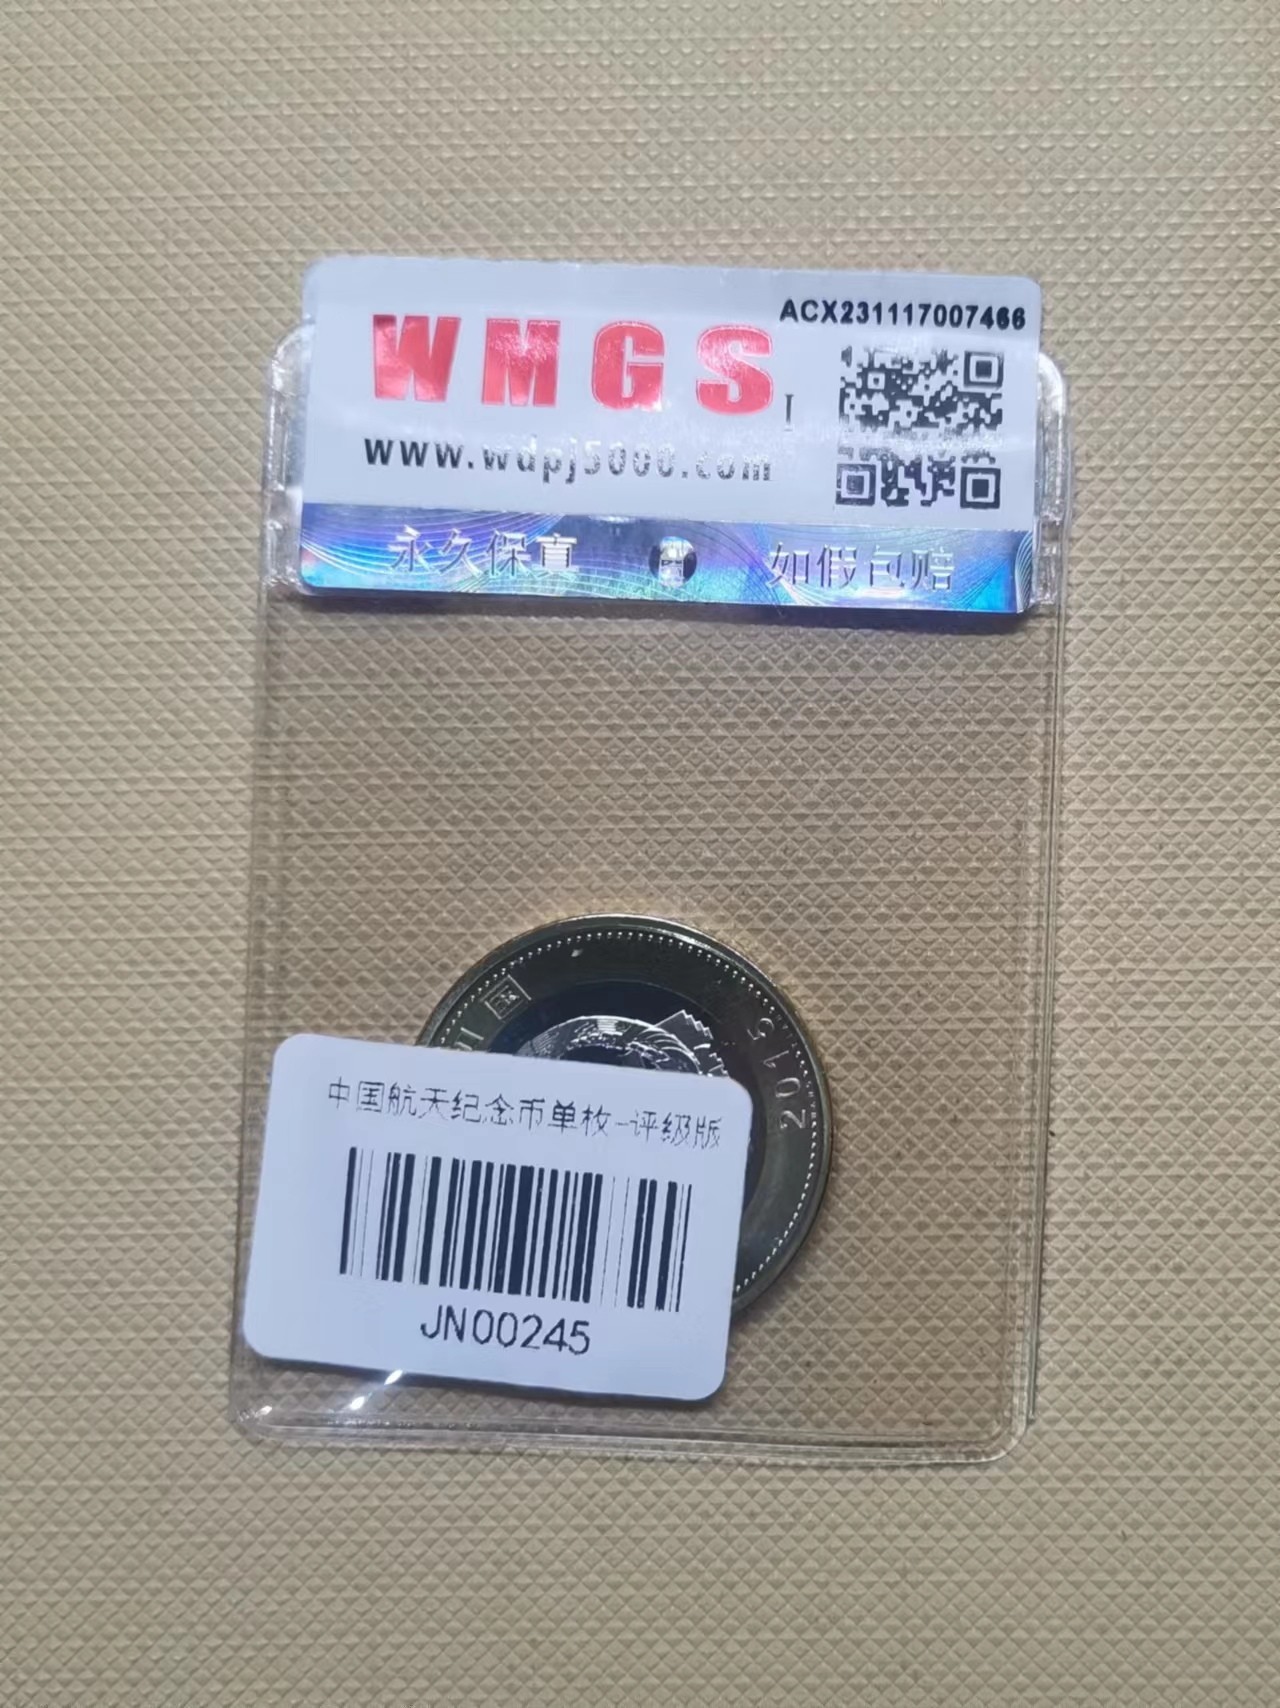 ACX231117007466
WMGS
I
www.wdpj5000.com
永久保真 如假包赔
2015
中国航天纪念币单枚-评级版
JN00245